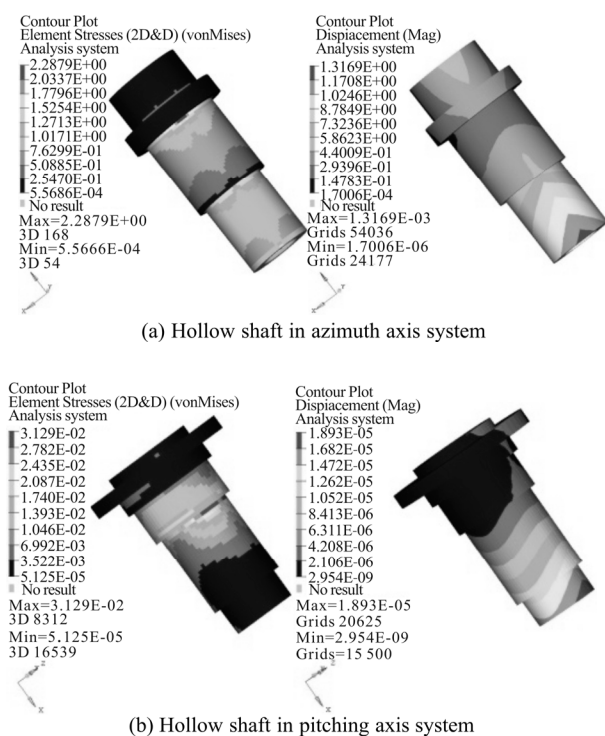 Contour Plot
Element Stresses (2D&D) (vonMises)
Analysis system
2.2879E+00
2.0337E+00
1.7796E+00
1.5254E+00
1.2713E+00
1.0171E+00
7.6299E-01
5.0885E-01
2.5470E-01
5.5686E-04
No result
Max=2.2879E+00
3D 168
Min=5.5666E-04
3D 54
Contour Plot
Dispiacement (Mag)
Analysis system
1.3169E+00
1.1708E+00
1.0246E+00
8.7849E+00
7.3236E+00
5.8623E+00
4.4009E-01
2.9396E-01
1.4783E-01
1.7006E-04
No result
Max=1.3169E-03
Grids 54036
Min=1.7006E-06
Grids 24177
(a) Hollow shaft in azimuth axis system
Contour Plot
Element Stresses (2D&D) (vonMises)
Analysis system
3.129E-02
2.782E-02
2.435E-02
2.087E-02
1.740E-02
1.393E-02
1.046E-02
6.992E-03
3.522E-03
5.125E-05
No result
Max=3.129E-02
3D 8312
Min=5.125E-05
3D 16539
Contour Plot
Dispiacement (Mag)
Analysis system
1.893E-05
1.682E-05
1.472E-05
1.262E-05
1.052E-05
8.413E-06
6.311E-06
4.208E-06
2.106E-06
2.954E-09
No result
Max=1.893E-05
Grids 20625
Min=2.954E-09
Grids=15 500
(b) Hollow shaft in pitching axis system